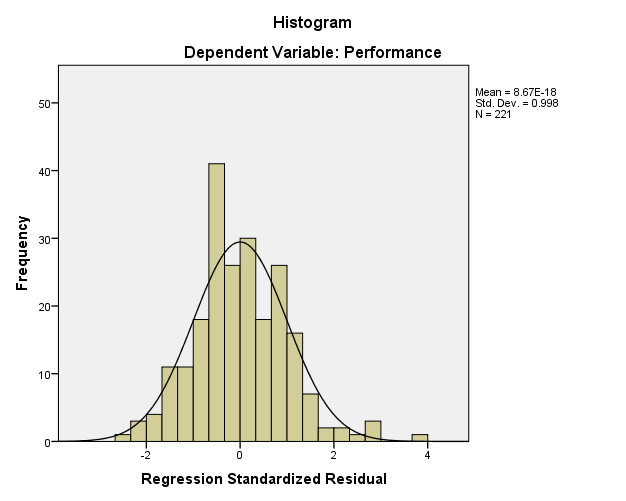 Histogram
Dependent Variable: Performance
Mean = 8.67E-18
Std. Dev. = 0.998
N = 221
Frequency
50
40
30
20
10
0
-2
0
2
4
Regression Standardized Residual